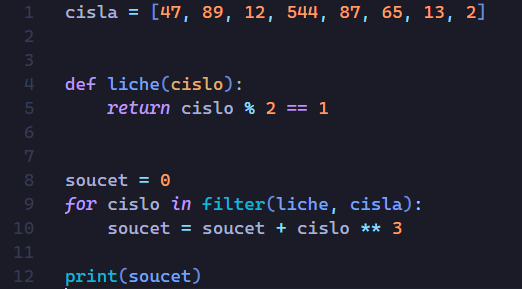 1 cisla = [47, 89, 12, 544, 87, 65, 13, 2]
2
3
4 def liche(cislo):
5     return cislo % 2 == 1
6
7
8 soucet = 0
9 for cislo in filter(liche, cisla):
10     soucet = soucet + cislo ** 3
11
12 print(soucet)